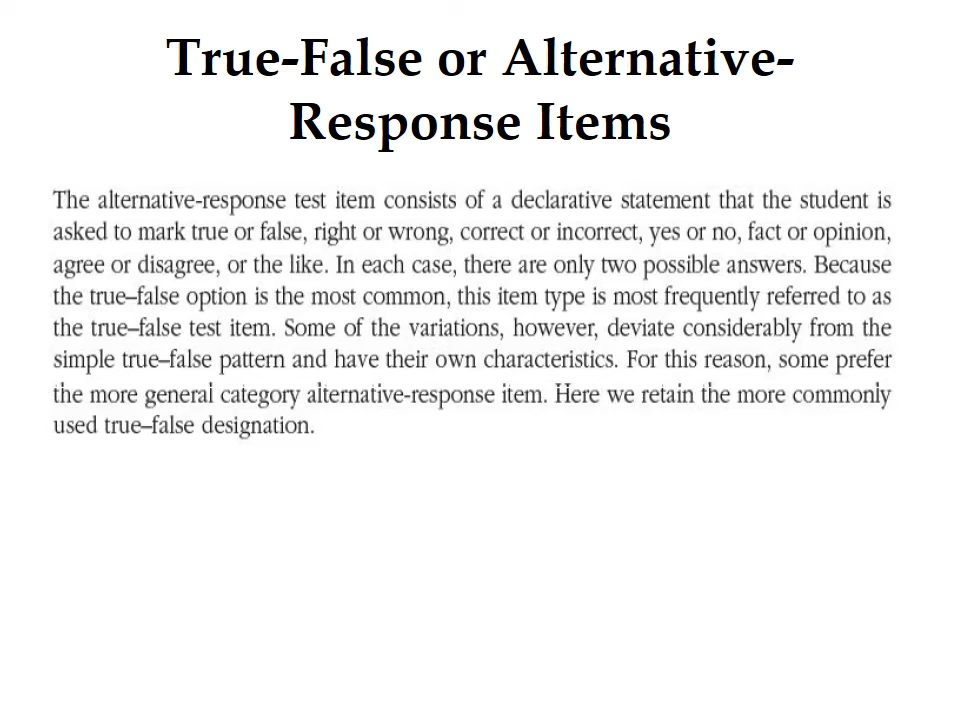 True-False or Alternative-
Response Items
The alternative-response test item consists of a declarative statement that the student is
asked to mark true or false, right or wrong, correct or incorrect, yes or no, fact or opinion,
agree or disagree, or the like. In each case, there are only two possible answers. Because
the true–false option is the most common, this item type is most frequently referred to as
the true–false test item. Some of the variations, however, deviate considerably from the
simple true–false pattern and have their own characteristics. For this reason, some prefer
the more general category alternative-response item. Here we retain the more commonly
used true–false designation.